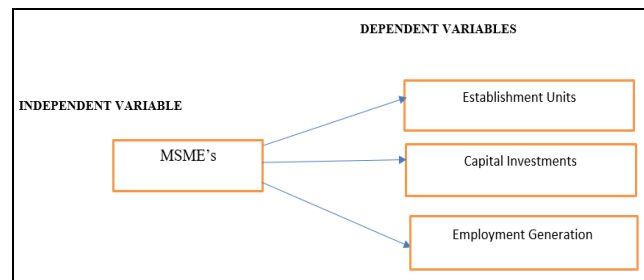 DEPENDENT VARIABLES
INDEPENDENT VARIABLE
Establishment Units
MSME's
Capital Investments
Employment Generation